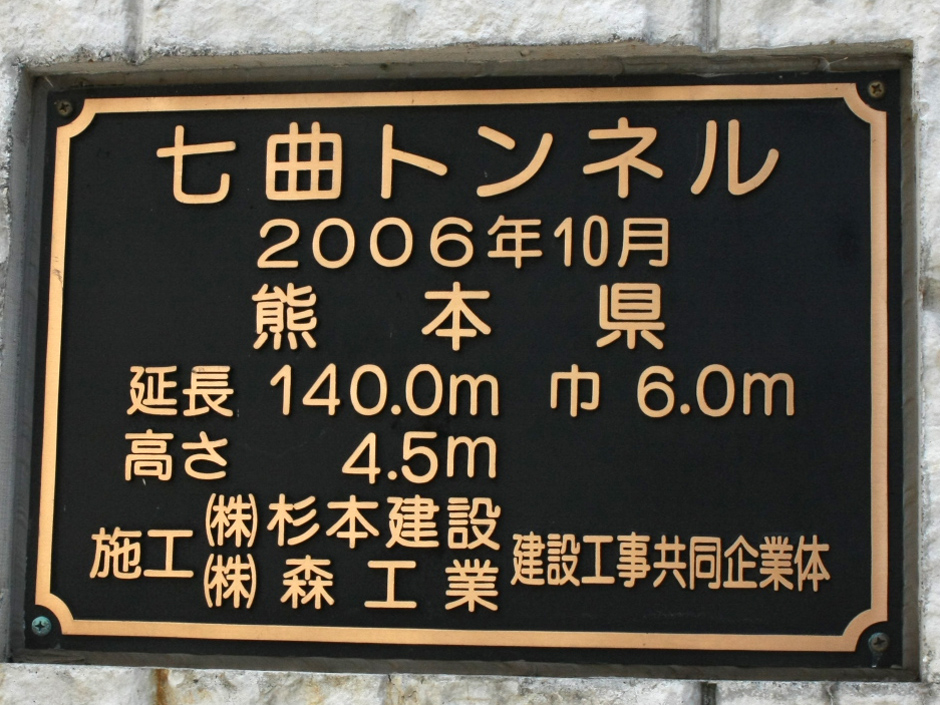 七曲トンネル
2006年10月
熊本県
延長 140.0m 巾 6.0m
高さ 4.5m
施工 ㈱杉本建設
㈱森工業
建設工事共同企業体